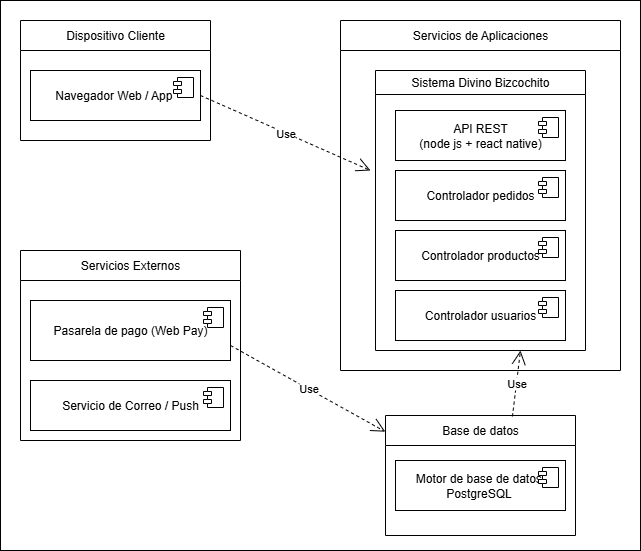 Dispositivo Cliente
Navegador Web / App
Use
Servicios de Aplicaciones
Sistema Divino Bizcochito
API REST
(node js + react native)
Controlador pedidos
Controlador productos
Controlador usuarios
Servicios Externos
Pasarela de pago (Web Pay)
Servicio de Correo / Push
Use
Use
Base de datos
Motor de base de datos
PostgreSQL